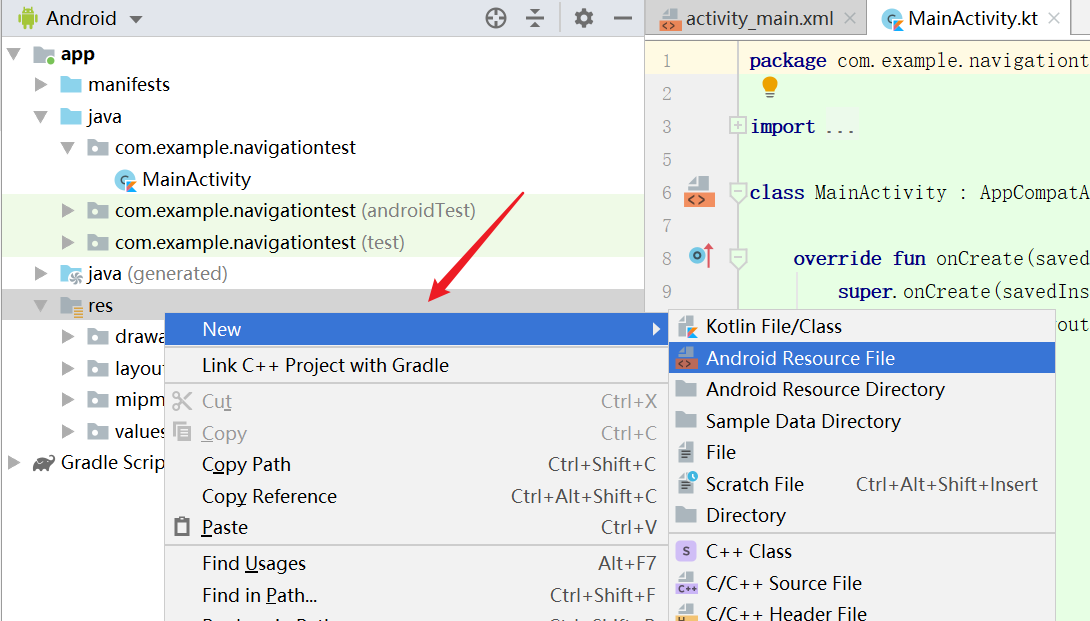 Android
activity_main.xml
MainActivity.kt
app
manifests
java
com.example.navigationtest
MainActivity
com.example.navigationtest (androidTest)
com.example.navigationtest (test)
java (generated)
res
drawa
layou
mipm
values
Gradle Scrip
1
package com.example.navigationt
2
3
import ...
5
6
class MainActivity : AppCompatA
7
8
override fun onCreate(saved
9
super.onCreate(savedIns
out
New
Link C++ Project with Gradle
Cut Ctrl+X
Copy Ctrl+C
Copy Path Ctrl+Shift+C
Copy Reference Ctrl+Alt+Shift+C
Paste Ctrl+V
Find Usages Alt+F7
Find in Path... Ctrl+Shift+F
Kotlin File/Class
Android Resource File
Android Resource Directory
Sample Data Directory
File
Scratch File Ctrl+Alt+Shift+Insert
Directory
S C++ Class
C++ C/C++ Source File
H C/C++ Header File